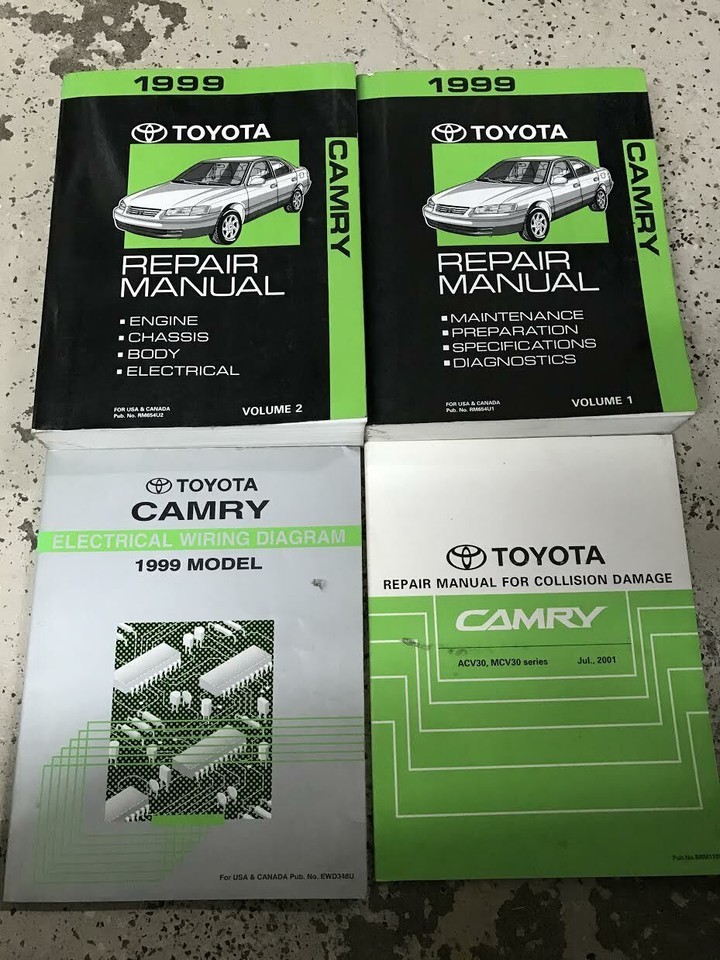 1999
TOYOTA
CAMRY
REPAIR
MANUAL
▪ ENGINE
▪ CHASSIS
▪ BODY
▪ ELECTRICAL
FOR USA & CANADA
Pub. No. RM654U2
VOLUME 2
1999
TOYOTA
CAMRY
REPAIR
MANUAL
▪ MAINTENANCE
▪ PREPARATION
▪ SPECIFICATIONS
▪ DIAGNOSTICS
FOR USA & CANADA
Pub. No. RM654U1
VOLUME 1
TOYOTA
CAMRY
ELECTRICAL WIRING DIAGRAM
1999 MODEL
For USA & CANADA Pub. No. EWD348U
TOYOTA
REPAIR MANUAL FOR COLLISION DAMAGE
CAMRY
ACV30, MCV30 series Jul., 2001
Pub. No.